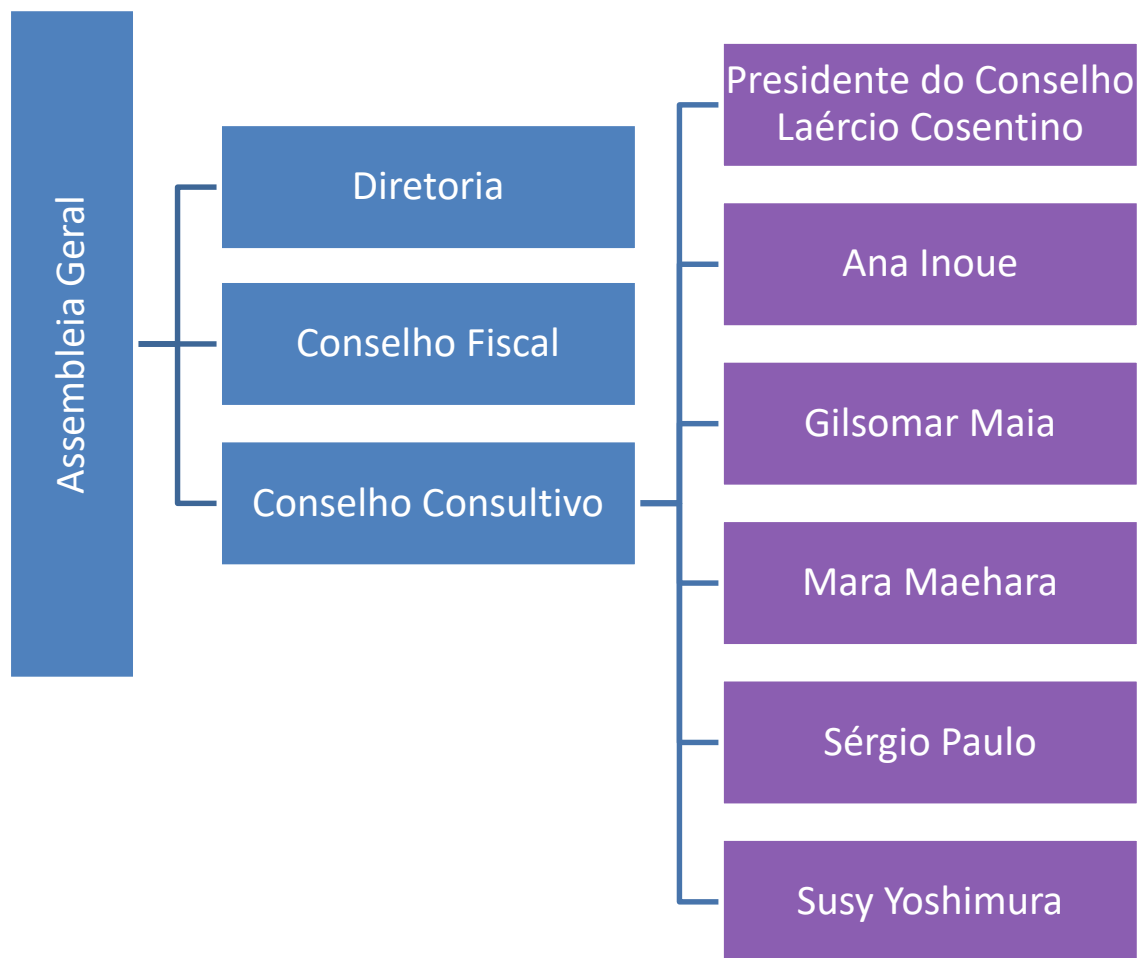 Assembleia Geral
Diretoria
Conselho Fiscal
Conselho Consultivo
Presidente do Conselho
Laércio Cosentino
Ana Inoue
Gilsomar Maia
Mara Maehara
Sérgio Paulo
Susy Yoshimura